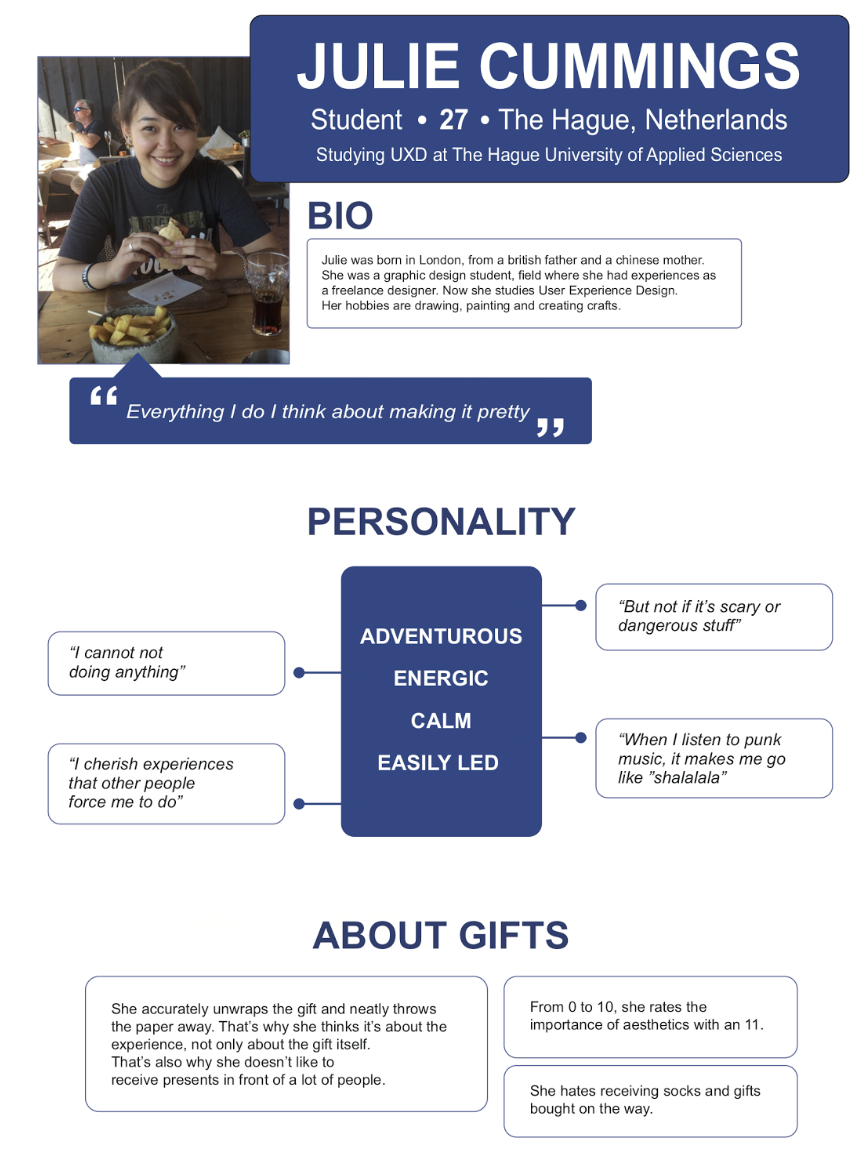 JULIE CUMMINGS
Student • 27 • The Hague, Netherlands
Studying UXD at The Hague University of Applied Sciences
BIO
Julie was born in London, from a british father and a chinese mother.
She was a graphic design student, field where she had experiences as
a freelance designer. Now she studies User Experience Design.
Her hobbies are drawing, painting and creating crafts.
“ Everything I do I think about making it pretty ”
PERSONALITY
ADVENTUROUS
ENERGIC
CALM
EASILY LED
“I cannot not
doing anything”
“I cherish experiences
that other people
force me to do”
“But not if it’s scary or
dangerous stuff”
“When I listen to punk
music, it makes me go
like ”shalalala”
ABOUT GIFTS
She accurately unwraps the gift and neatly throws
the paper away. That’s why she thinks it’s about the
experience, not only about the gift itself.
That’s also why she doesn’t like to
receive presents in front of a lot of people.
From 0 to 10, she rates the
importance of aesthetics with an 11.
She hates receiving socks and gifts
bought on the way.